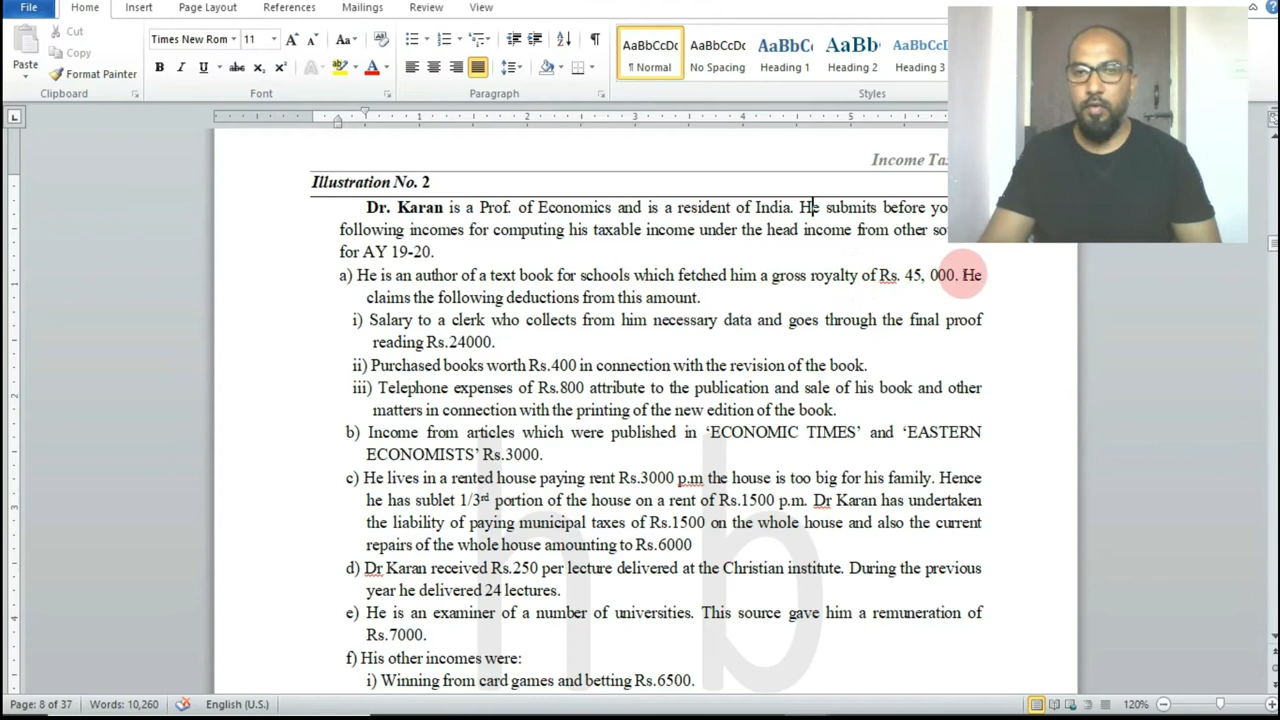 File Home Insert Page Layout References Mailings Review View
Cut
Copy
Paste
Format Painter
Times New Rom 11
AaBbCcDc AaBbCcDc AaBbC AaBb AaBbCcD
¶ Normal No Spacing Heading 1 Heading 2 Heading 3
Clipboard Font Paragraph Styles
Income Ta
Illustration No. 2
Dr. Karan is a Prof. of Economics and is a resident of India. He submits before yo
following incomes for computing his taxable income under the head income from other so
for AY 19-20.
a) He is an author of a text book for schools which fetched him a gross royalty of Rs. 45, 000. He
claims the following deductions from this amount.
i) Salary to a clerk who collects from him necessary data and goes through the final proof
reading Rs.24000.
ii) Purchased books worth Rs.400 in connection with the revision of the book.
iii) Telephone expenses of Rs.800 attribute to the publication and sale of his book and other
matters in connection with the printing of the new edition of the book.
b) Income from articles which were published in ‘ECONOMIC TIMES’ and ‘EASTERN
ECONOMISTS’ Rs.3000.
c) He lives in a rented house paying rent Rs.3000 p.m the house is too big for his family. Hence
he has sublet 1/3rd portion of the house on a rent of Rs.1500 p.m. Dr Karan has undertaken
the liability of paying municipal taxes of Rs.1500 on the whole house and also the current
repairs of the whole house amounting to Rs.6000
d) Dr Karan received Rs.250 per lecture delivered at the Christian institute. During the previous
year he delivered 24 lectures.
e) He is an examiner of a number of universities. This source gave him a remuneration of
Rs.7000.
f) His other incomes were:
i) Winning from card games and betting Rs.6500.
h b
Page: 8 of 37 Words: 10,260 English (U.S.) 120%